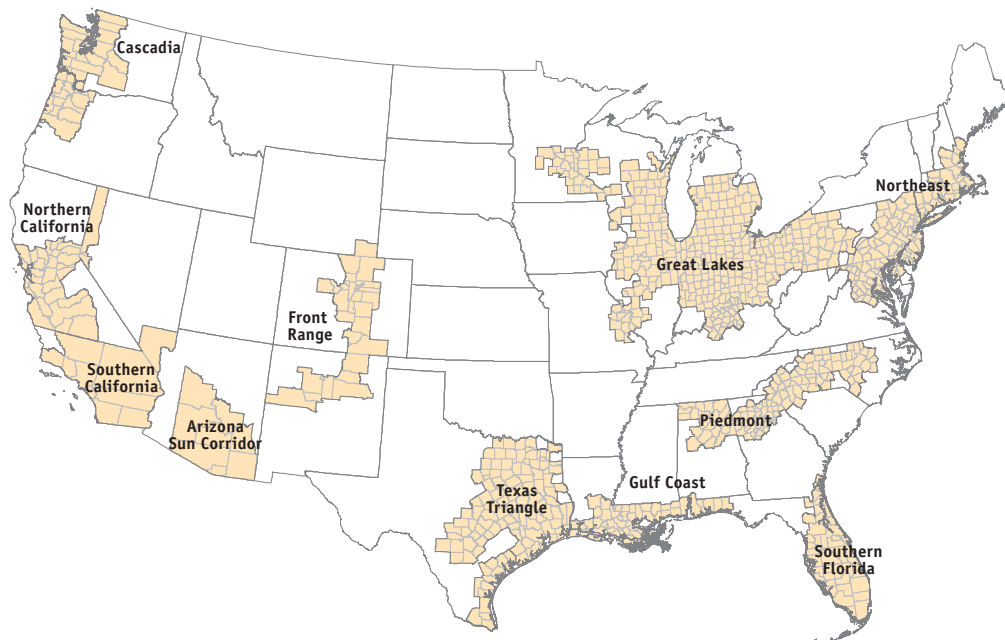 Cascadia
Northeast
Northern
California
Great Lakes
Front
Range
Southern
California
Piedmont
Arizona
Sun Corridor
Gulf Coast
Texas
Triangle
Southern
Florida